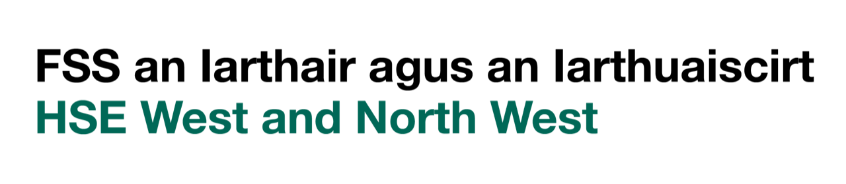 FSS an Iarthair agus an Iarthuaiscirt
HSE West and North West